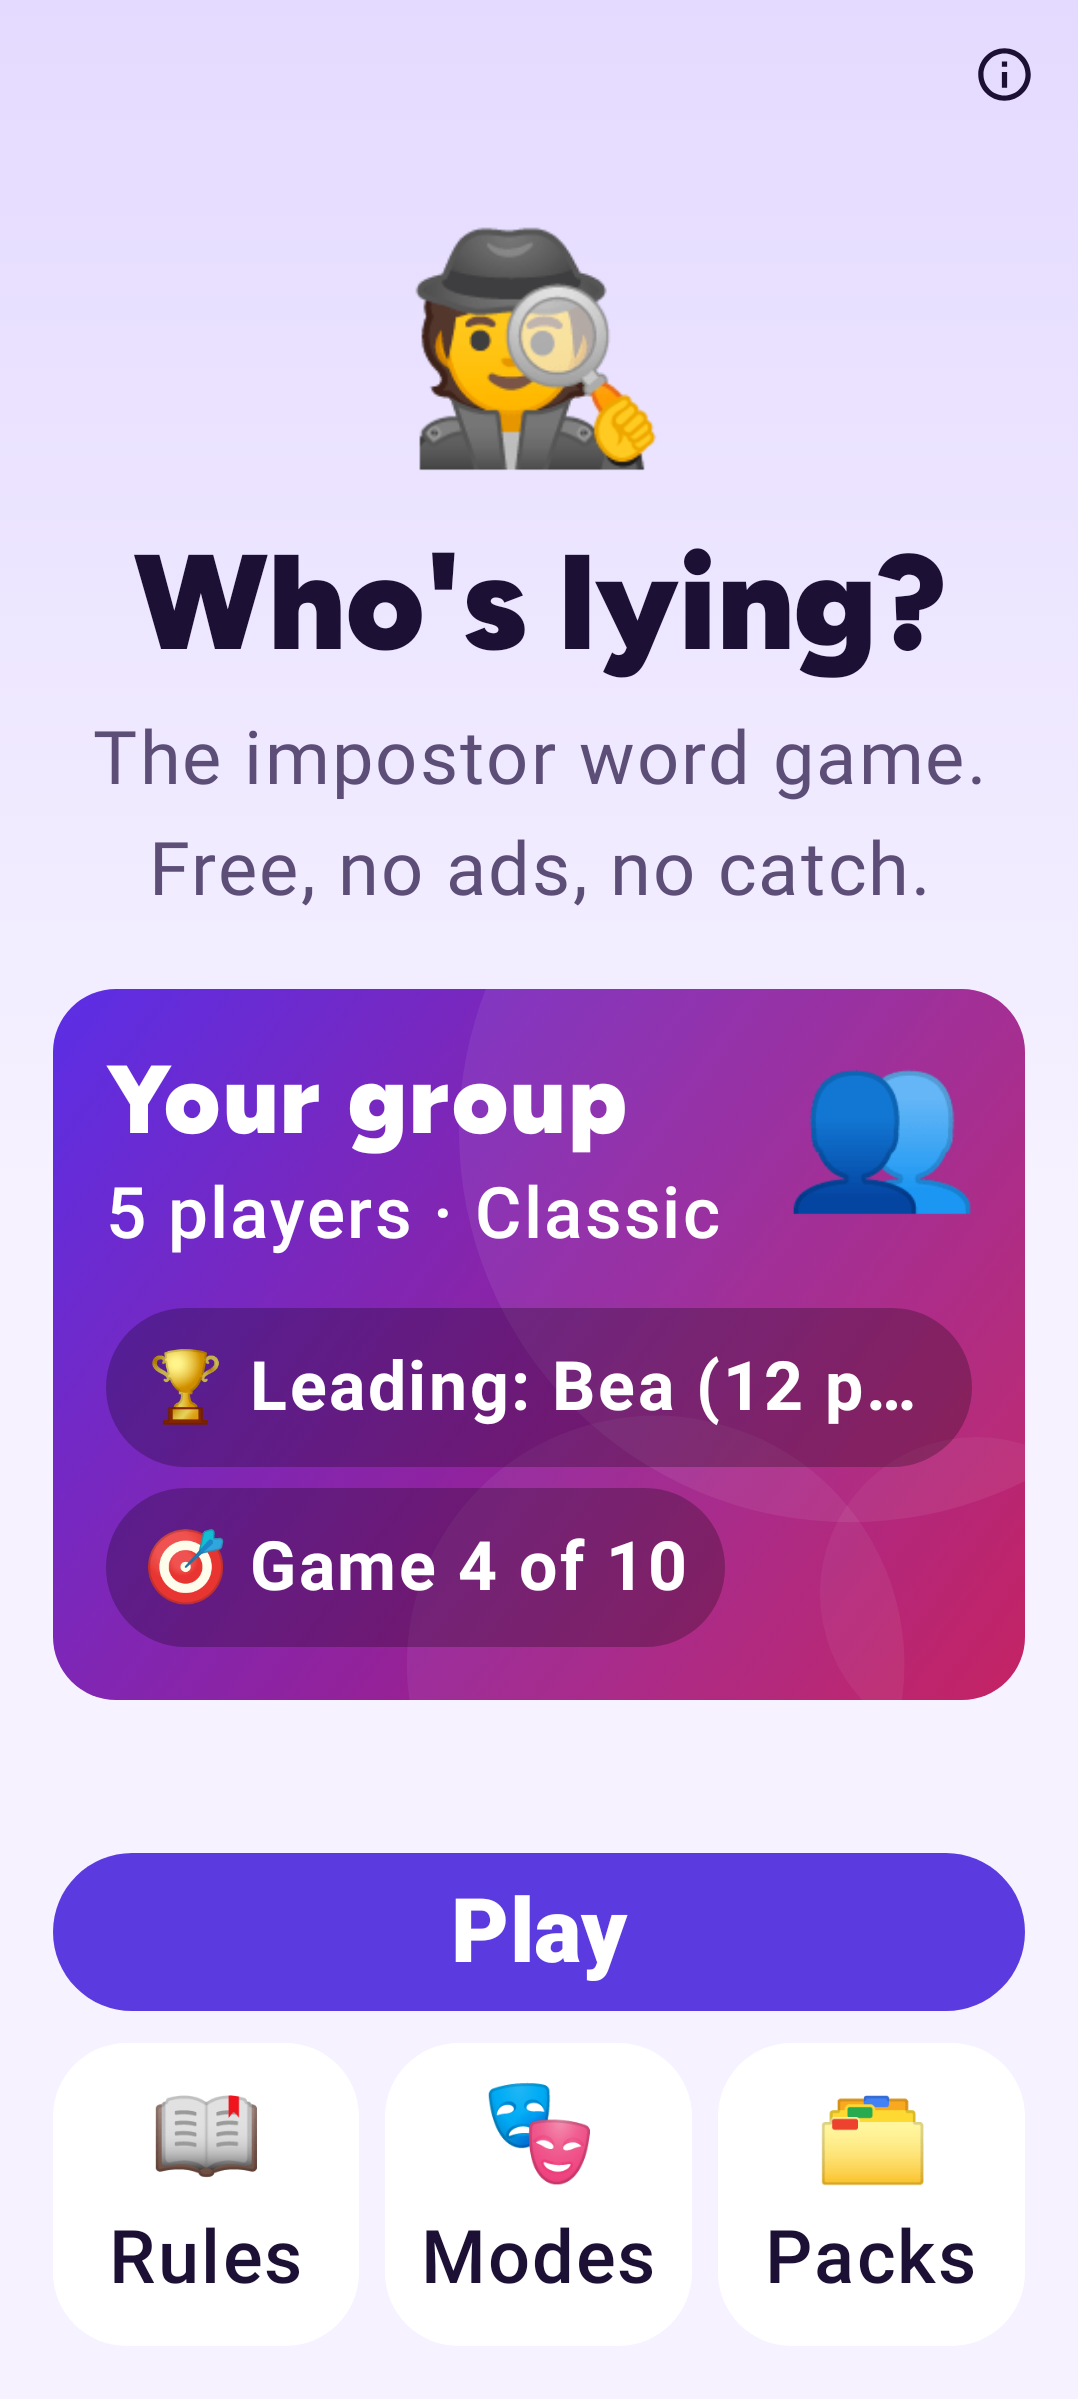 Who's lying?
The impostor word game.
Free, no ads, no catch.
Your group
5 players · Classic
Leading: Bea (12 p…
Game 4 of 10
Play
Rules
Modes
Packs